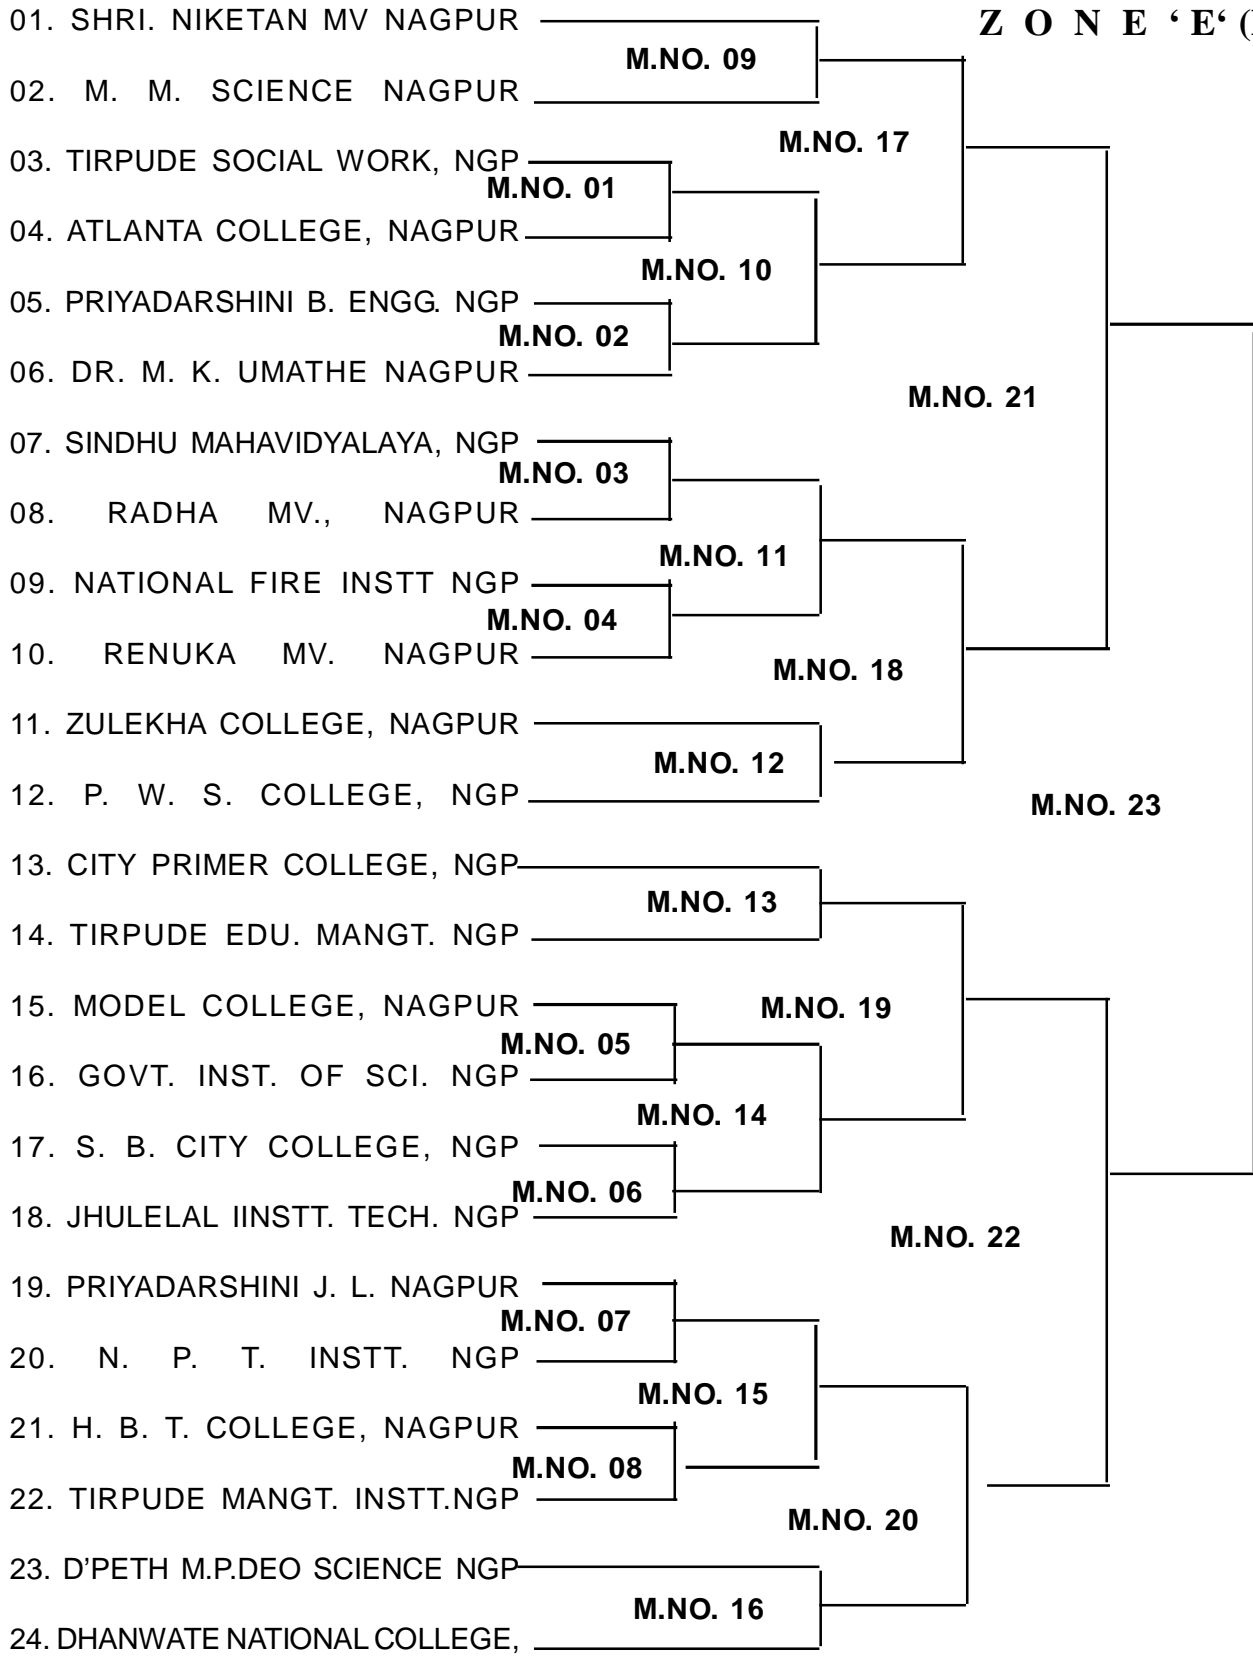 01. SHRI. NIKETAN MV NAGPUR
Z O N E ‘ E‘ (
M.NO. 09
02. M. M. SCIENCE NAGPUR
M.NO. 17
03. TIRPUDE SOCIAL WORK, NGP
M.NO. 01
04. ATLANTA COLLEGE, NAGPUR
M.NO. 10
05. PRIYADARSHINI B. ENGG. NGP
M.NO. 02
06. DR. M. K. UMATHE NAGPUR
M.NO. 21
07. SINDHU MAHAVIDYALAYA, NGP
M.NO. 03
08. RADHA MV., NAGPUR
M.NO. 11
09. NATIONAL FIRE INSTT NGP
M.NO. 04
10. RENUKA MV. NAGPUR
M.NO. 18
11. ZULEKHA COLLEGE, NAGPUR
M.NO. 12
12. P. W. S. COLLEGE, NGP
M.NO. 23
13. CITY PRIMER COLLEGE, NGP
M.NO. 13
14. TIRPUDE EDU. MANGT. NGP
15. MODEL COLLEGE, NAGPUR
M.NO. 19
M.NO. 05
16. GOVT. INST. OF SCI. NGP
M.NO. 14
17. S. B. CITY COLLEGE, NGP
M.NO. 06
18. JHULELAL IINSTT. TECH. NGP
M.NO. 22
19. PRIYADARSHINI J. L. NAGPUR
M.NO. 07
20. N. P. T. INSTT. NGP
M.NO. 15
21. H. B. T. COLLEGE, NAGPUR
M.NO. 08
22. TIRPUDE MANGT. INSTT.NGP
M.NO. 20
23. D’PETH M.P.DEO SCIENCE NGP
M.NO. 16
24. DHANWATE NATIONAL COLLEGE,